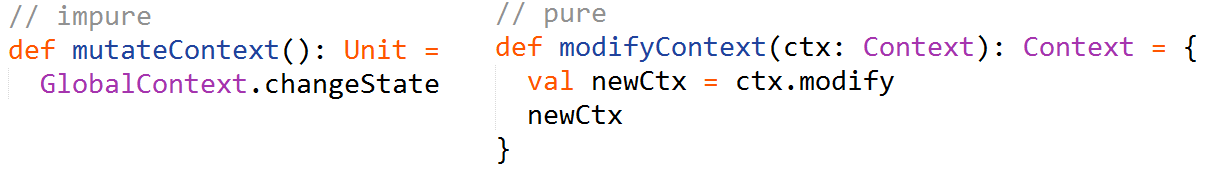 // impure
def mutateContext(): Unit =
  GlobalContext.changeState
// pure
def modifyContext(ctx: Context): Context = {
  val newCtx = ctx.modify
  newCtx
}